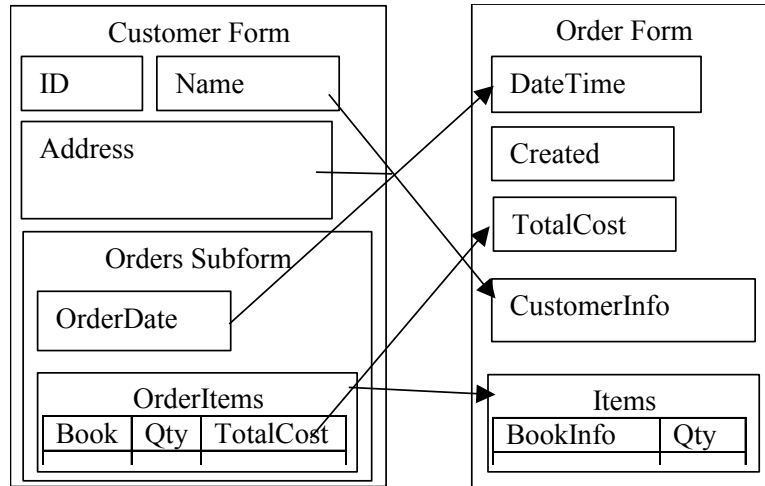 Customer Form
ID Name
Address
Orders Subform
OrderDate
OrderItems
Book Qty TotalCost
Order Form
DateTime
Created
TotalCost
CustomerInfo
Items
BookInfo Qty